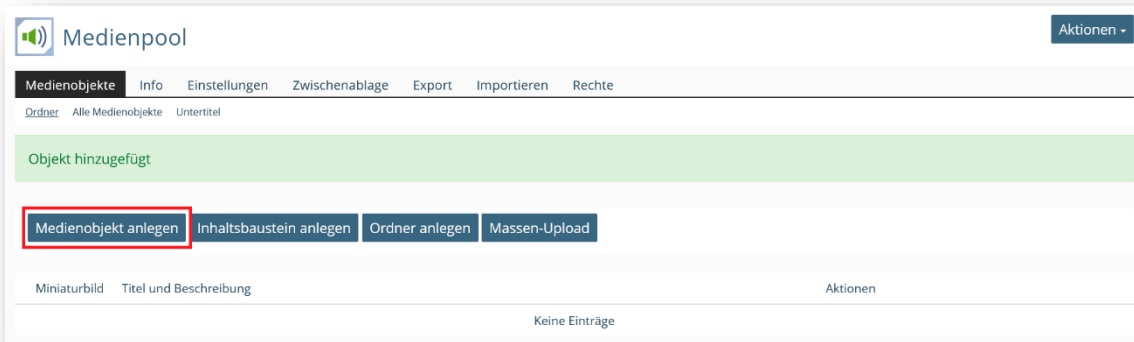 Medienpool
Aktionen
Medienobjekte Info Einstellungen Zwischenablage Export Importieren Rechte
Ordner Alle Medienobjekte Untertitel
Objekt hinzugefügt
Medienobjekt anlegen Inhaltsbaustein anlegen Ordner anlegen Massen-Upload
Miniaturbild Titel und Beschreibung Aktionen
Keine Einträge